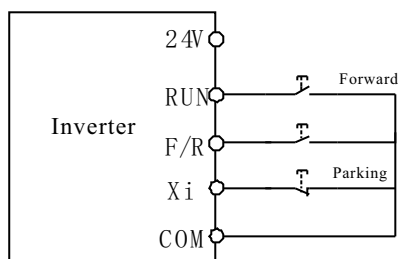 24V
RUN
Forward
Inverter
F/R
Xi
Parking
COM